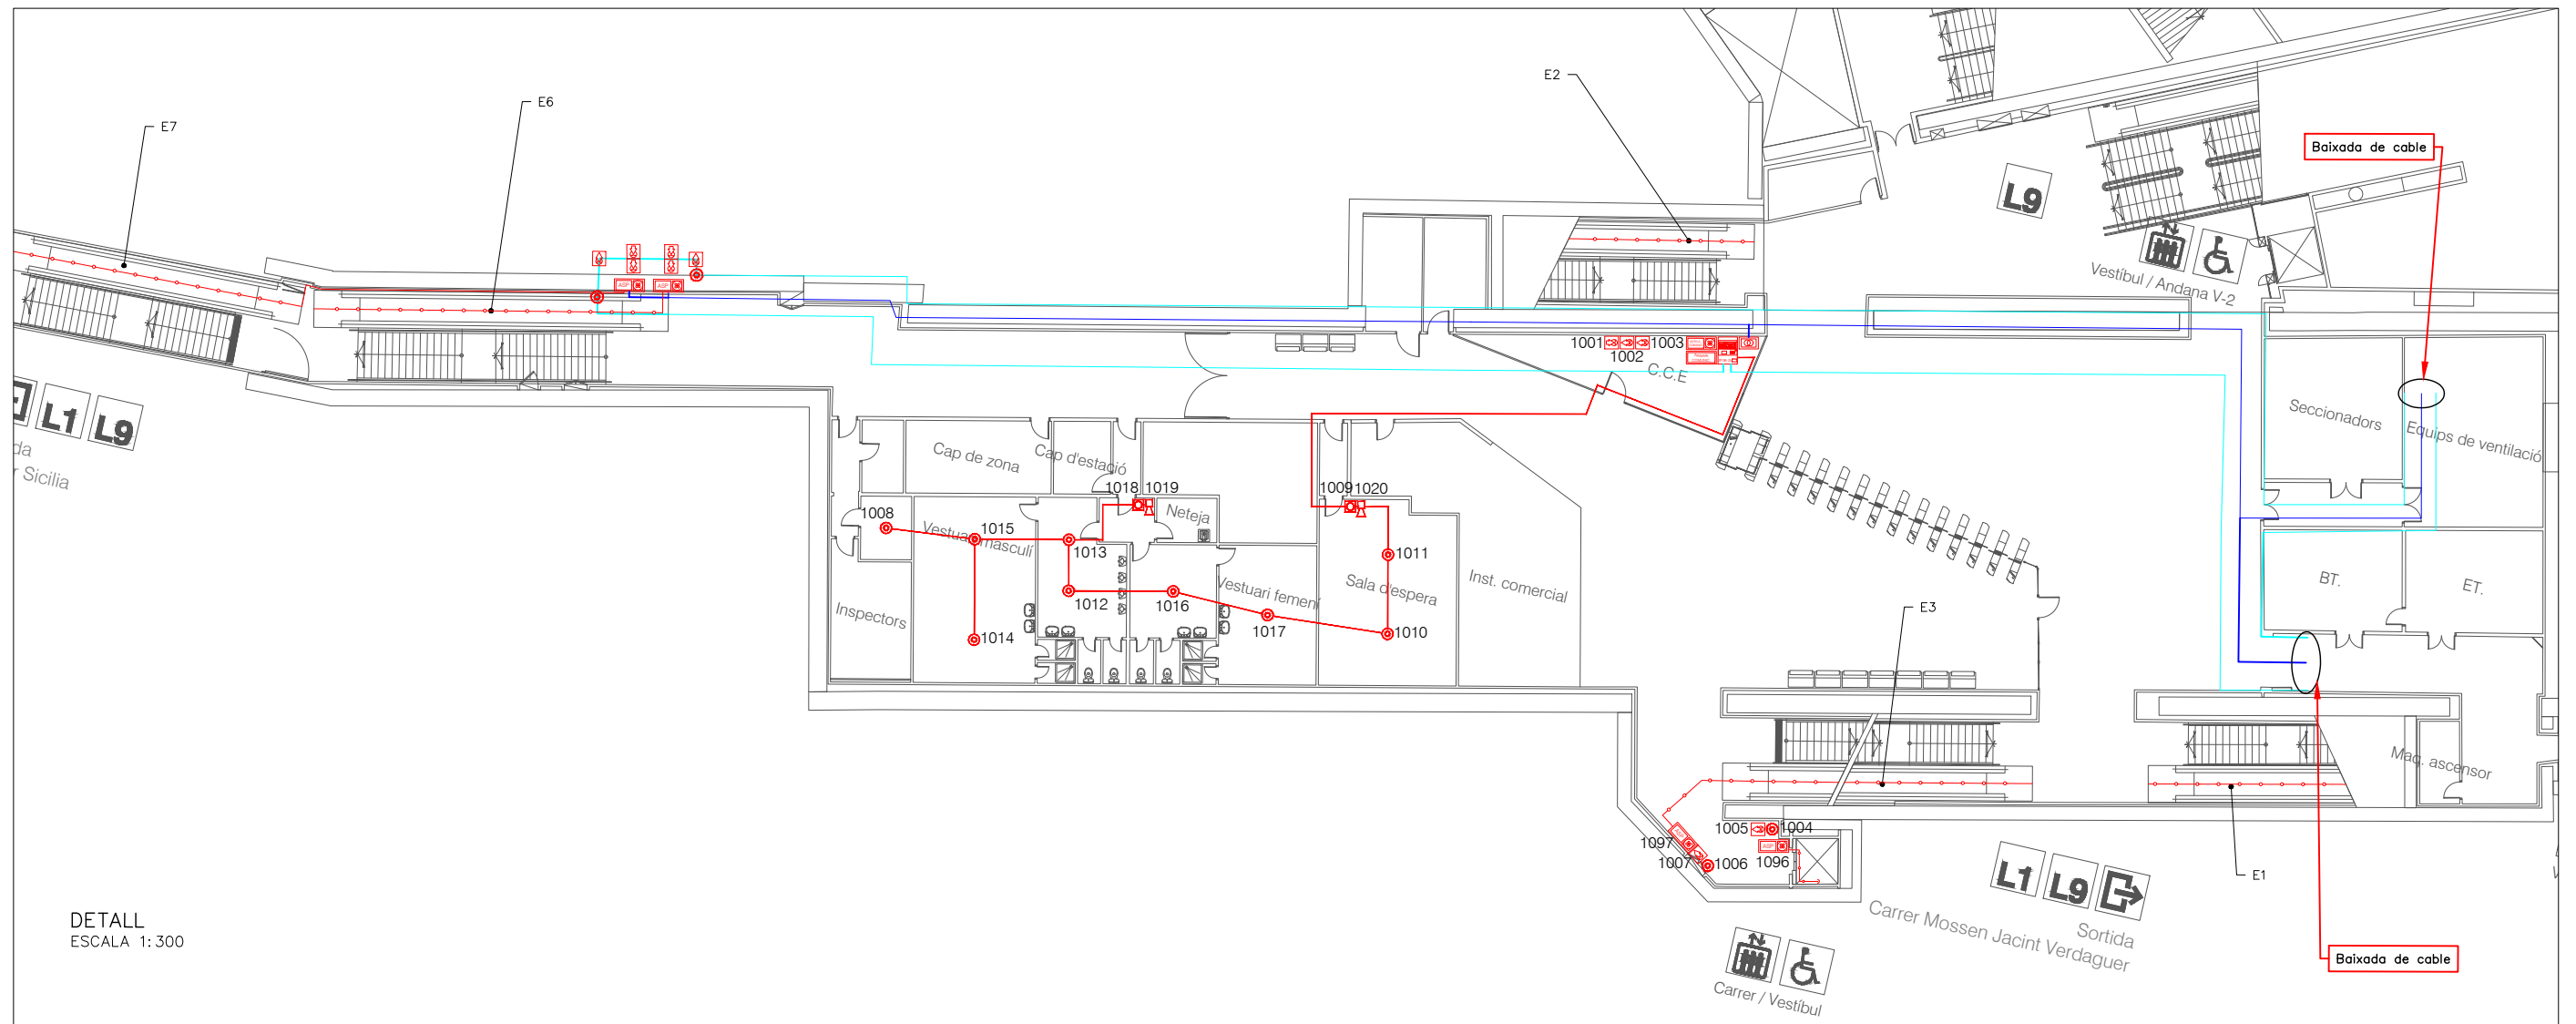 E7
E6
E2
Baixada de cable
L9
Vestíbul / Andana V-2
L1
L9
da
r Sicilia
1001
1002
1003
C.C.E
ASP
ASP
Seccionadors
Equips de ventilació
Cap de zona
Cap d'estació
1018
1019
1009
1020
Neteja
1008
Vestuari masculí
1015
1013
1011
1012
1016
Vestuari femení
Sala d'espera
Inst. comercial
Inspectors
1014
1017
1010
BT.
ET.
E3
Maq. ascensor
1005
1004
1097
ASP
1007
1006
ASP
1096
E1
L1
L9
Sortida
Carrer Mossen Jacint Verdaguer
Carrer / Vestíbul
Baixada de cable
DETALL
ESCALA 1:300